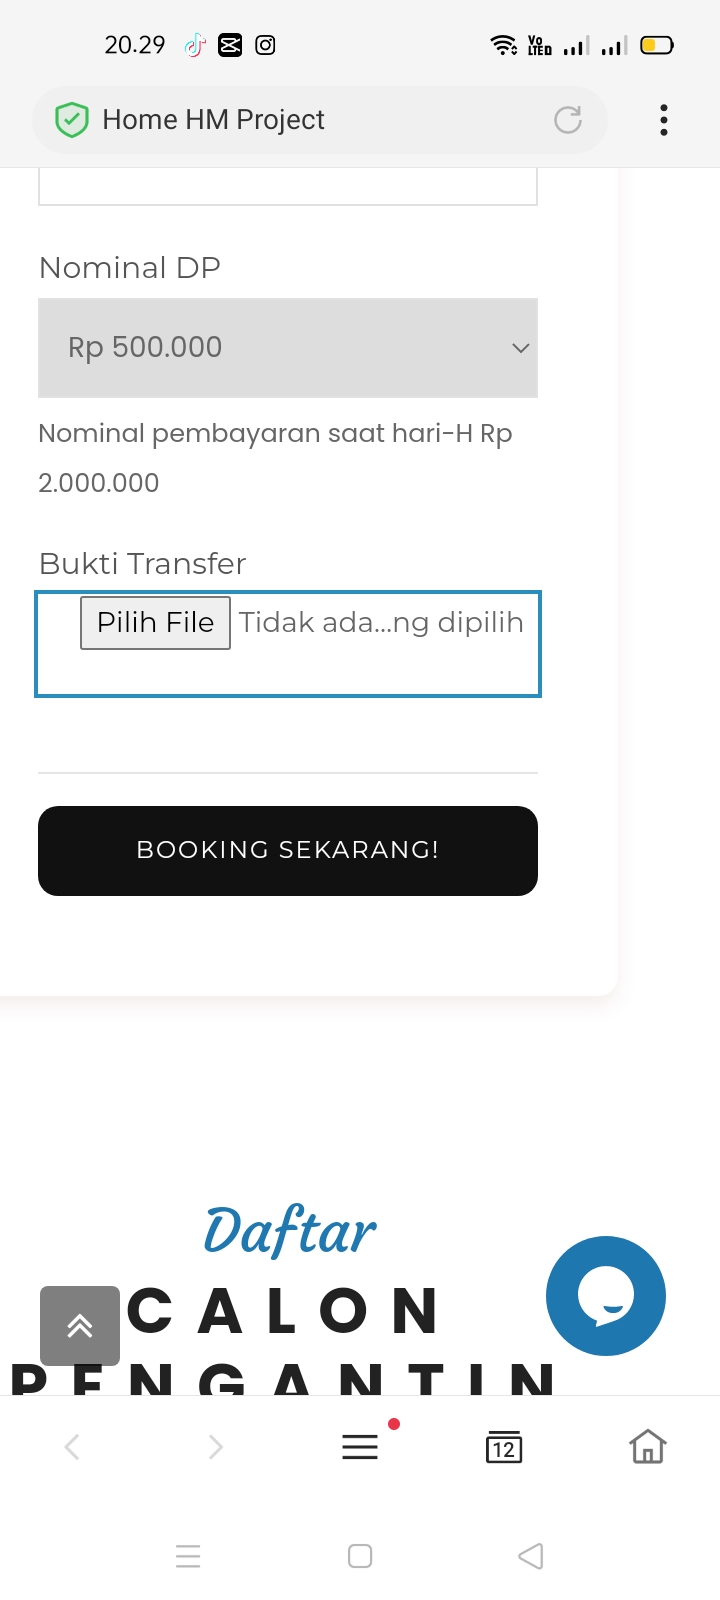 20.29
Vo
LTED
Home HM Project
Nominal DP
Rp 500.000
Nominal pembayaran saat hari-H Rp
2.000.000
Bukti Transfer
Pilih File Tidak ada...ng dipilih
BOOKING SEKARANG!
Daftar
CALON
PENGANTIN
12